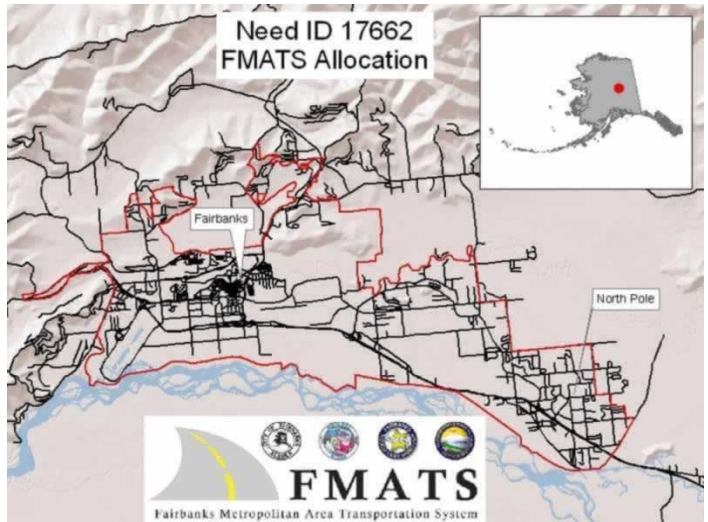 Need ID 17662
FMATS Allocation
Fairbanks
North Pole
FMATS
Fairbanks Metropolitan Area Transportation System